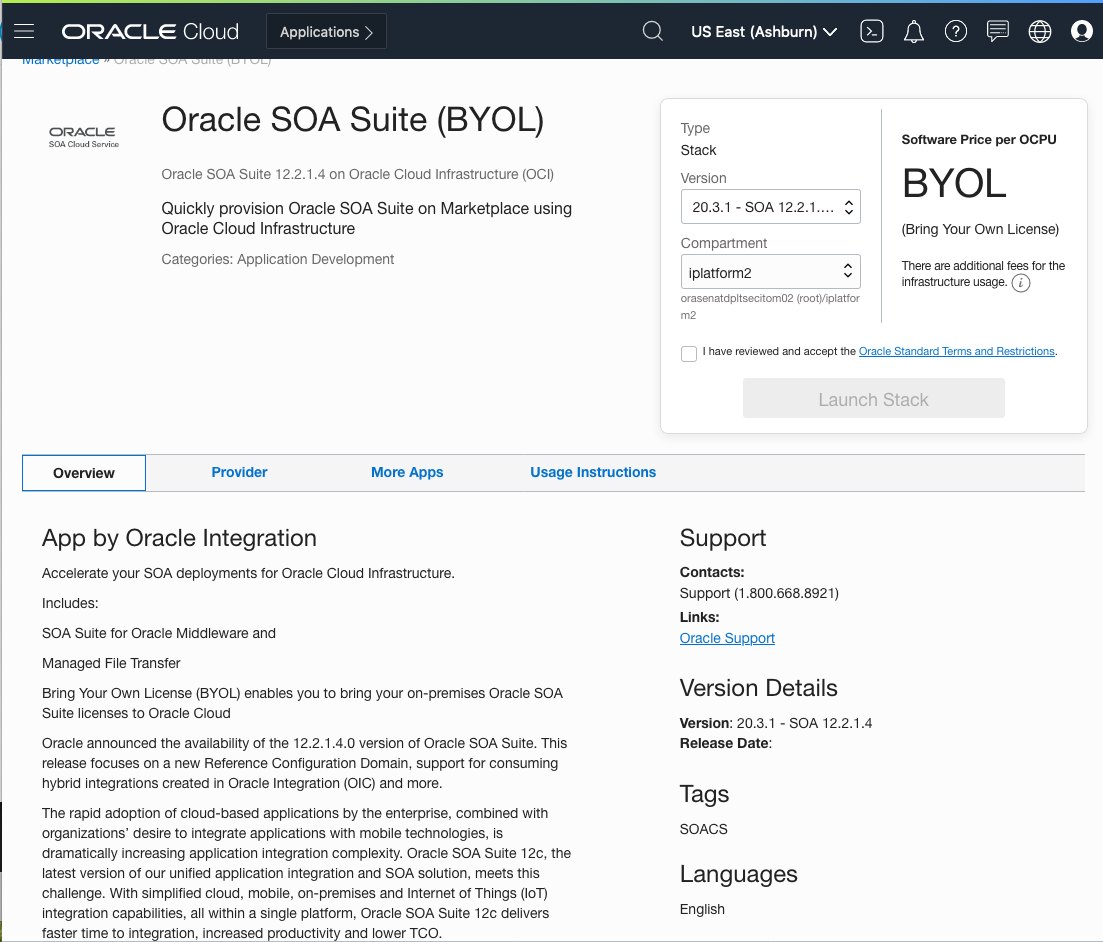 ORACLE Cloud
Applications
US East (Ashburn)
Marketplace » Oracle SOA Suite (BYOL)
ORACLE
SOA Cloud Service
Oracle SOA Suite (BYOL)
Oracle SOA Suite 12.2.1.4 on Oracle Cloud Infrastructure (OCI)
Quickly provision Oracle SOA Suite on Marketplace using
Oracle Cloud Infrastructure
Categories: Application Development
Type
Stack
Version
20.3.1 - SOA 12.2.1....
Compartment
iplatform2
orasenatdpltsecitom02 (root)/iplatfor
m2
Software Price per OCPU
BYOL
(Bring Your Own License)
There are additional fees for the
infrastructure usage. i
I have reviewed and accept the Oracle Standard Terms and Restrictions.
Launch Stack
Overview
Provider
More Apps
Usage Instructions
App by Oracle Integration
Accelerate your SOA deployments for Oracle Cloud Infrastructure.
Includes:
SOA Suite for Oracle Middleware and
Managed File Transfer
Bring Your Own License (BYOL) enables you to bring your on-premises Oracle SOA
Suite licenses to Oracle Cloud
Oracle announced the availability of the 12.2.1.4.0 version of Oracle SOA Suite. This
release focuses on a new Reference Configuration Domain, support for consuming
hybrid integrations created in Oracle Integration (OIC) and more.
The rapid adoption of cloud-based applications by the enterprise, combined with
organizations’ desire to integrate applications with mobile technologies, is
dramatically increasing application integration complexity. Oracle SOA Suite 12c, the
latest version of our unified application integration and SOA solution, meets this
challenge. With simplified cloud, mobile, on-premises and Internet of Things (IoT)
integration capabilities, all within a single platform, Oracle SOA Suite 12c delivers
faster time to integration, increased productivity and lower TCO.
Support
Contacts:
Support (1.800.668.8921)
Links:
Oracle Support
Version Details
Version: 20.3.1 - SOA 12.2.1.4
Release Date:
Tags
SOACS
Languages
English